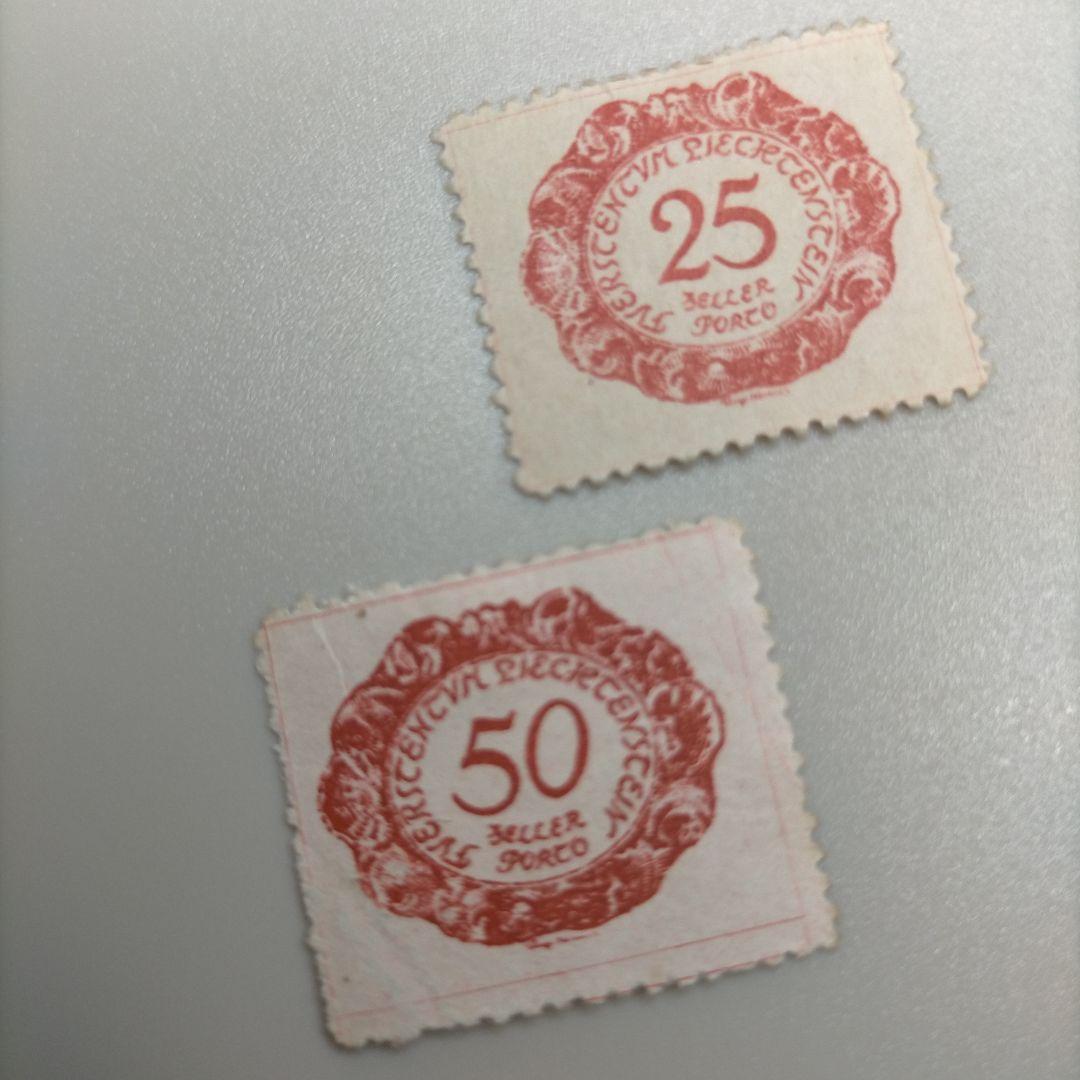 FVERSTENTVM LIECHTENSTEIN
25
HELLER
PORTO
FVERSTENTVM LIECHTENSTEIN
50
HELLER
PORTO